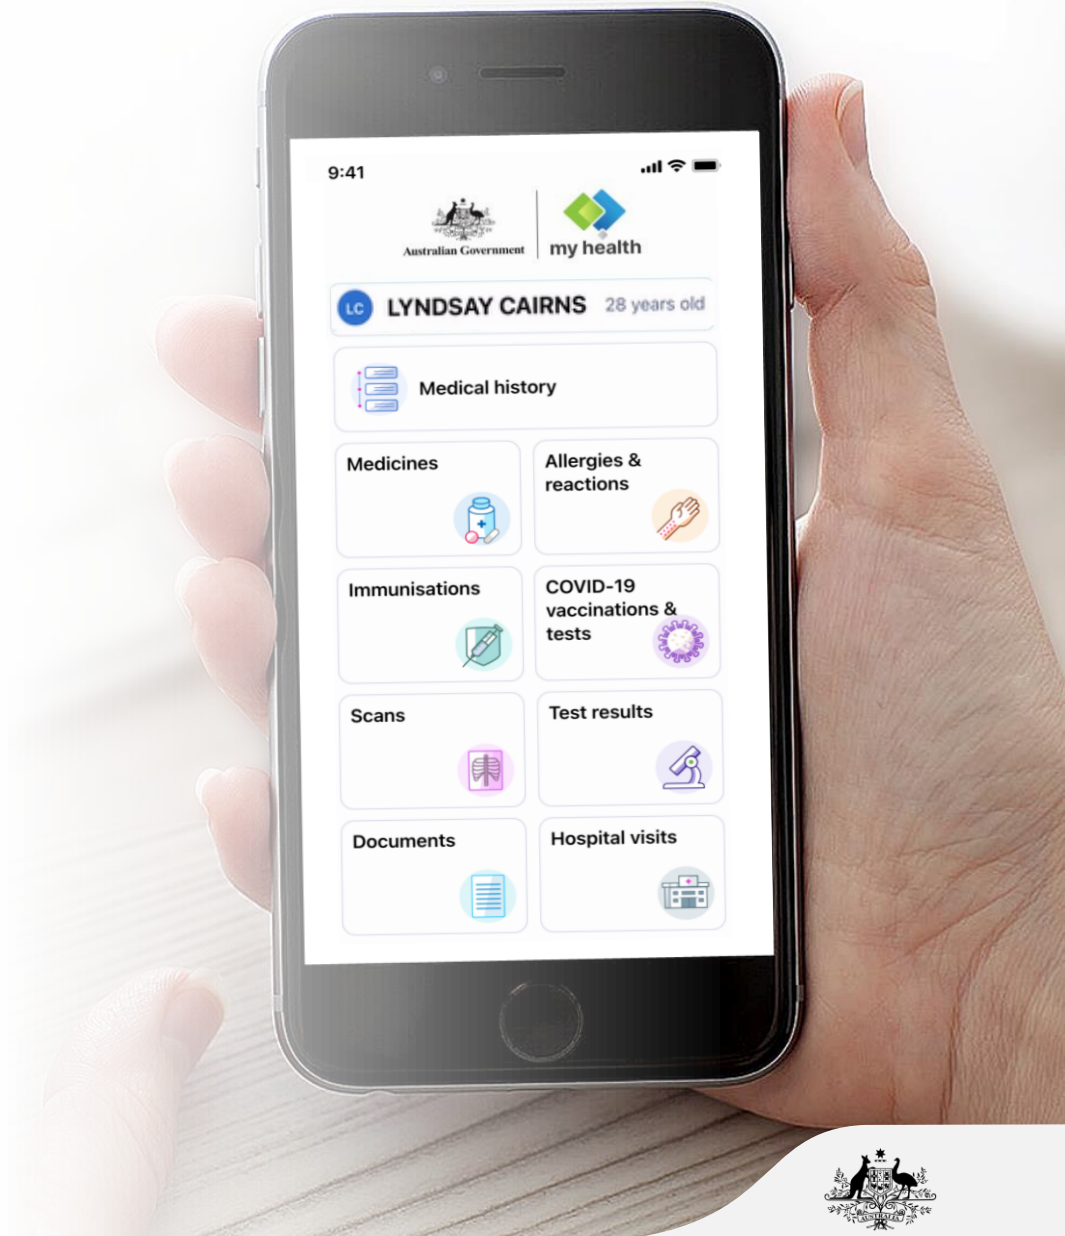 9:41
Australian Government
my health
LC LYNDSAY CAIRNS 28 years old
Medical history
Medicines
Allergies &
reactions
Immunisations
COVID-19
vaccinations &
tests
Scans
Test results
Documents
Hospital visits
AUSTRALIA